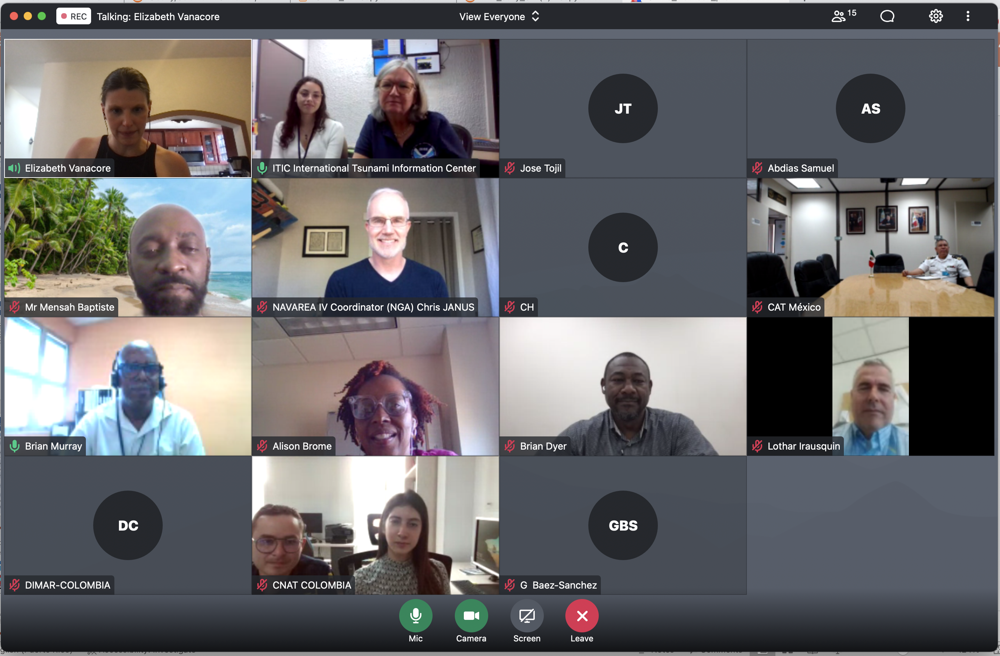 REC Talking: Elizabeth Vanacore
View Everyone
15
Elizabeth Vanacore
ITIC International Tsunami Information Center
JT
Jose Tojil
AS
Abdias Samuel
Mr Mensah Baptiste
NAVAREA IV Coordinator (NGA) Chris JANUS
C
CH
CAT México
Brian Murray
Alison Brome
Brian Dyer
Lothar Irausquin
DC
DIMAR-COLOMBIA
CNAT COLOMBIA
GBS
G Baez-Sanchez
Mic
Camera
Screen
Leave